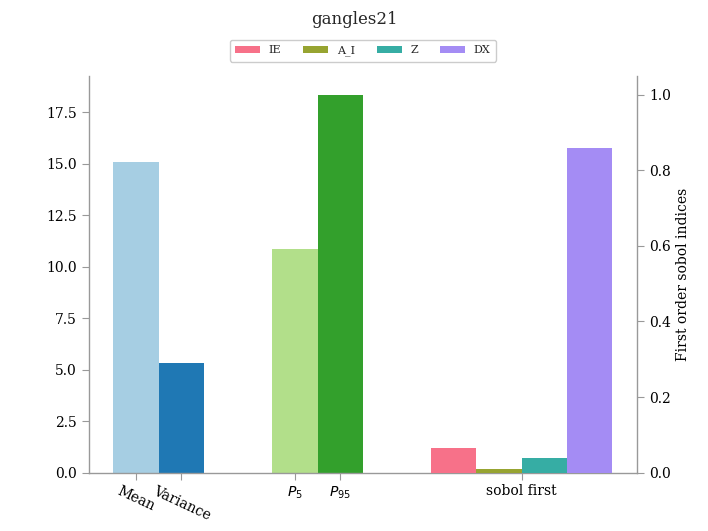 gangles21
IE A_I Z DX
17.5
15.0
12.5
10.0
7.5
5.0
2.5
0.0
1.0
0.8
0.6
0.4
0.2
0.0
First order sobol indices
Mean
Variance
P5
P95
sobol first